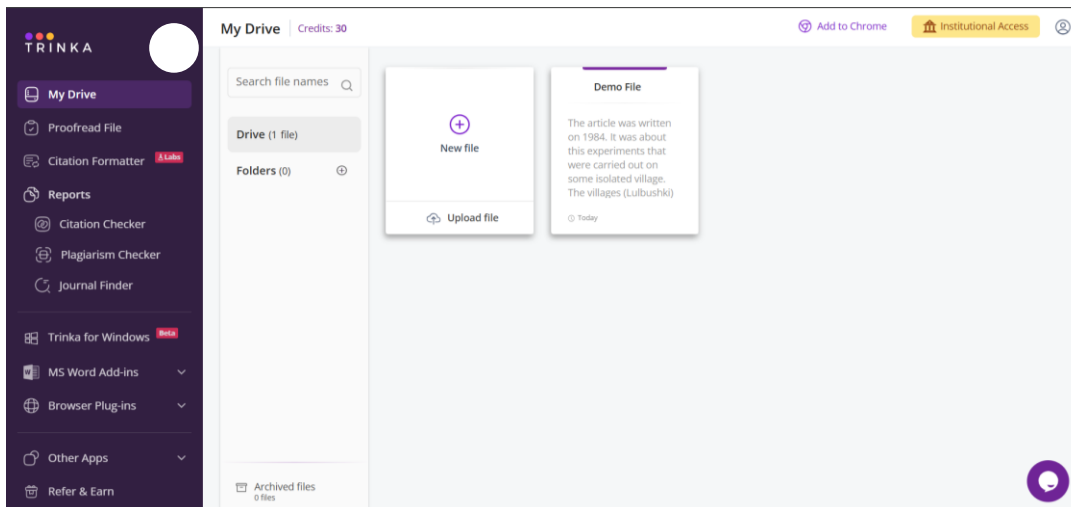 TRINKA
My Drive
Proofread File
Citation Formatter Labs
Reports
Citation Checker
Plagiarism Checker
Journal Finder
Trinka for Windows Beta
MS Word Add-ins
Browser Plug-ins
Other Apps
Refer & Earn
My Drive Credits: 30
Add to Chrome
Institutional Access
Search file names
Drive (1 file)
Folders (0)
Archived files
0 files
New file
Upload file
Demo File
The article was written
on 1984. It was about
this experiments that
were carried out on
some isolated village.
The villages (Lulbushki)
Today